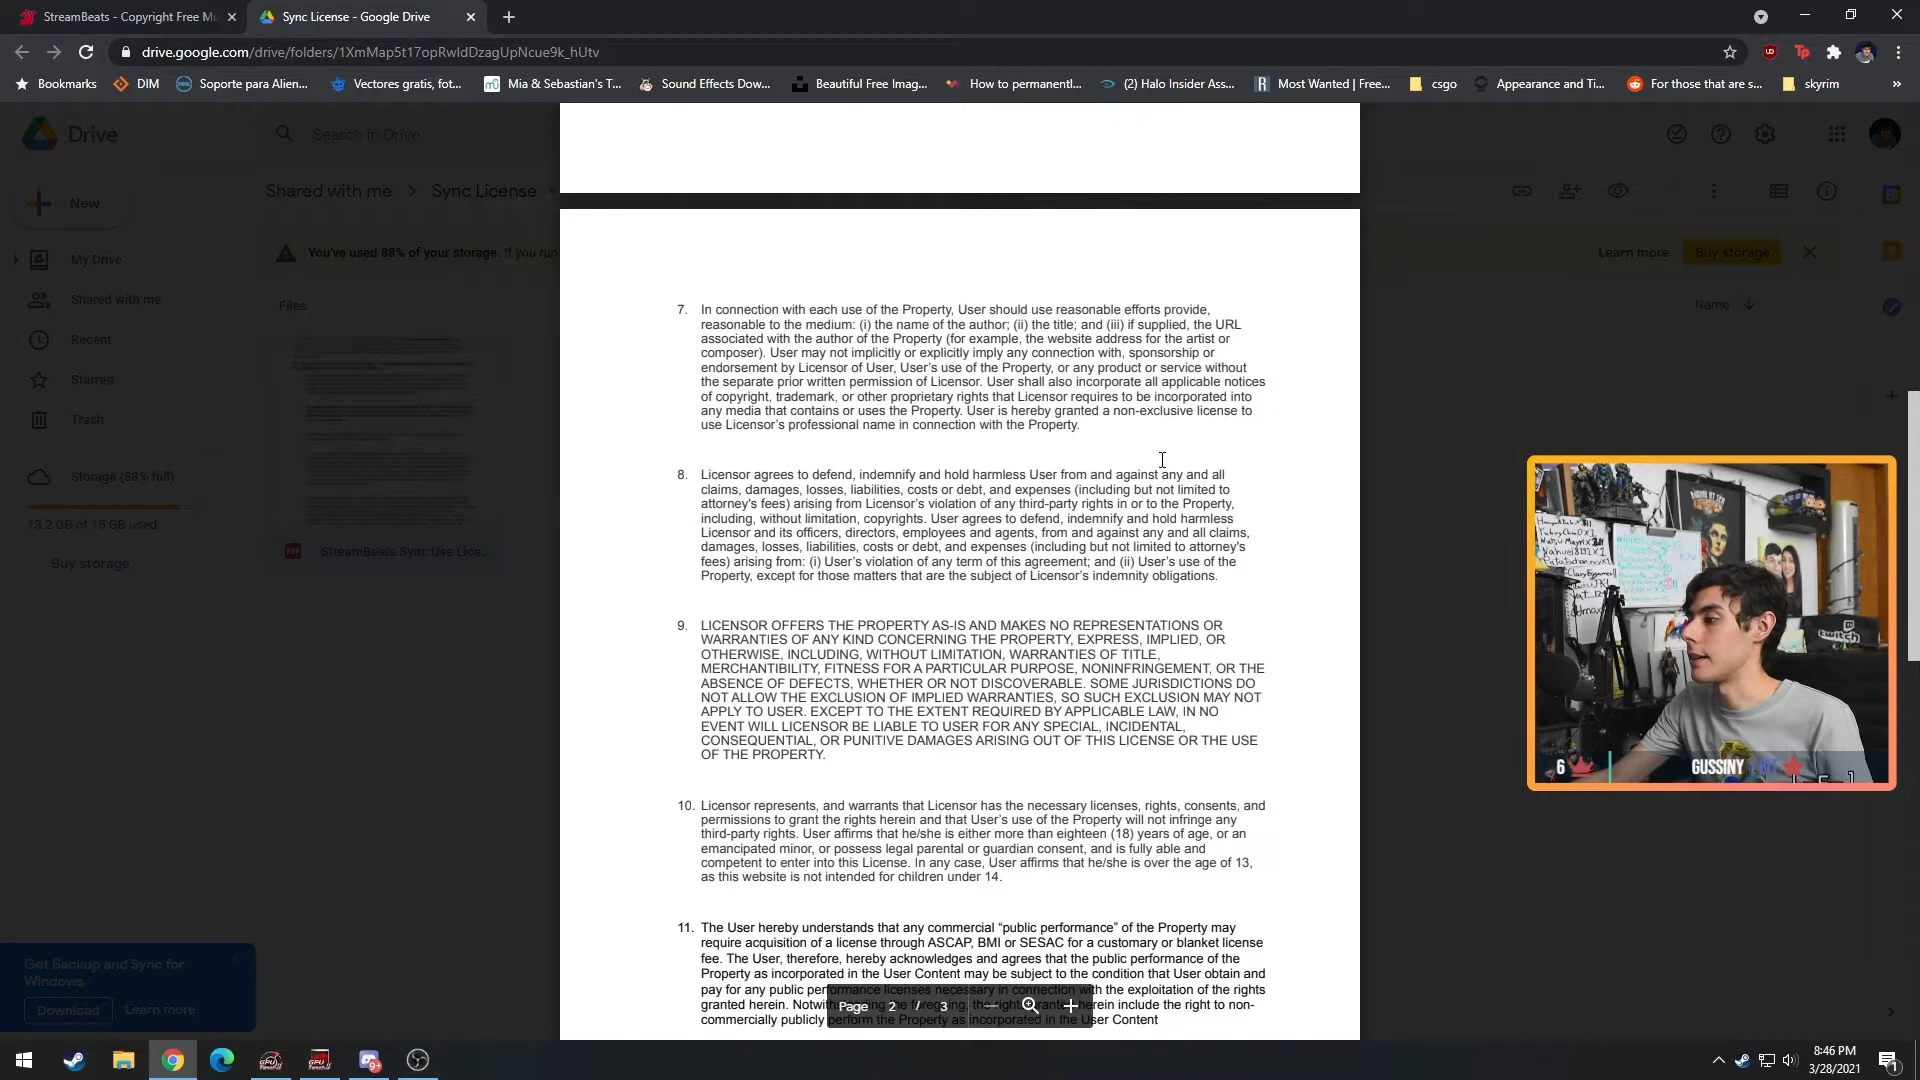 StreamBeats - Copyright Free Mu
Sync License - Google Drive
drive.google.com/drive/folders/1XmMap5t17opRwIdDzagUpNcue9k_hUtv
Bookmarks
DIM
Soporte para Alien...
Vectores gratis, fot...
Mia & Sebastian's T...
Sound Effects Dow...
Beautiful Free Imag...
How to permanentl...
(2) Halo Insider Ass...
Most Wanted | Free...
csgo
Appearance and Ti...
For those that are s...
skyrim
»
Drive
Search in Drive
Shared with me > Sync License
New
You've used 88% of your storage. If you run
Learn more
Buy storage
My Drive
Shared with me
Recent
Starred
Trash
Storage (88% full)
13.2 GB of 15 GB used
Buy storage
Files
Name
StreamBeats Sync:Use Lice...
7. In connection with each use of the Property, User should use reasonable efforts provide,
reasonable to the medium: (i) the name of the author; (ii) the title; and (iii) if supplied, the URL
associated with the author of the Property (for example, the website address for the artist or
composer). User may not implicitly or explicitly imply any connection with, sponsorship or
endorsement by Licensor of User, User's use of the Property, or any product or service without
the separate prior written permission of Licensor. User shall also incorporate all applicable notices
of copyright, trademark, or other proprietary rights that Licensor requires to be incorporated into
any media that contains or uses the Property. User is hereby granted a non-exclusive license to
use Licensor's professional name in connection with the Property.
8. Licensor agrees to defend, indemnify and hold harmless User from and against any and all
claims, damages, losses, liabilities, costs or debt, and expenses (including but not limited to
attorney's fees) arising from Licensor's violation of any third-party rights in or to the Property,
including, without limitation, copyrights. User agrees to defend, indemnify and hold harmless
Licensor and its officers, directors, employees and agents, from and against any and all claims,
damages, losses, liabilities, costs or debt, and expenses (including but not limited to attorney's
fees) arising from: (i) User's violation of any term of this agreement; and (ii) User's use of the
Property, except for those matters that are the subject of Licensor's indemnity obligations.
9. LICENSOR OFFERS THE PROPERTY AS-IS AND MAKES NO REPRESENTATIONS OR
WARRANTIES OF ANY KIND CONCERNING THE PROPERTY, EXPRESS, IMPLIED, OR
OTHERWISE, INCLUDING, WITHOUT LIMITATION, WARRANTIES OF TITLE,
MERCHANTIBILITY, FITNESS FOR A PARTICULAR PURPOSE, NONINFRINGEMENT, OR THE
ABSENCE OF DEFECTS, WHETHER OR NOT DISCOVERABLE. SOME JURISDICTIONS DO
NOT ALLOW THE EXCLUSION OF IMPLIED WARRANTIES, SO SUCH EXCLUSION MAY NOT
APPLY TO USER. EXCEPT TO THE EXTENT REQUIRED BY APPLICABLE LAW, IN NO
EVENT WILL LICENSOR BE LIABLE TO USER FOR ANY SPECIAL, INCIDENTAL,
CONSEQUENTIAL, OR PUNITIVE DAMAGES ARISING OUT OF THIS LICENSE OR THE USE
OF THE PROPERTY.
10. Licensor represents, and warrants that Licensor has the necessary licenses, rights, consents, and
permissions to grant the rights herein and that User's use of the Property will not infringe any
third-party rights. User affirms that he/she is either more than eighteen (18) years of age, or an
emancipated minor, or possess legal parental or guardian consent, and is fully able and
competent to enter into this License. In any case, User affirms that he/she is over the age of 13,
as this website is not intended for children under 14.
11. The User hereby understands that any commercial “public performance” of the Property may
require acquisition of a license through ASCAP, BMI or SESAC for a customary or blanket license
fee. The User, therefore, hereby acknowledges and agrees that the public performance of the
Property as incorporated in the User Content may be subject to the condition that User obtain and
pay for any public performance licenses necessary in connection with the exploitation of the rights
granted herein. Notwithstanding the foregoing, the rights granted herein include the right to non-
commercially publicly perform the Property as incorporated in the User Content
Page 2 / 3
twitch
6
GUSSINY
Get Backup and Sync for
Windows
Download
Learn more
8:46 PM
3/28/2021